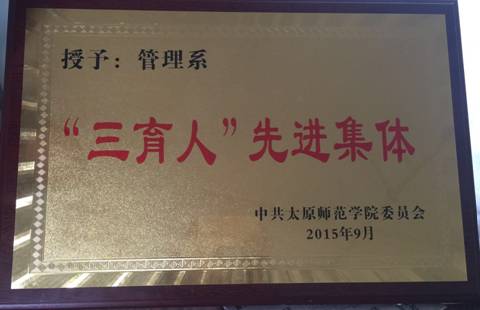 授予：管理系
“三育人”先进集体
中共太原师范学院委员会
2015年9月